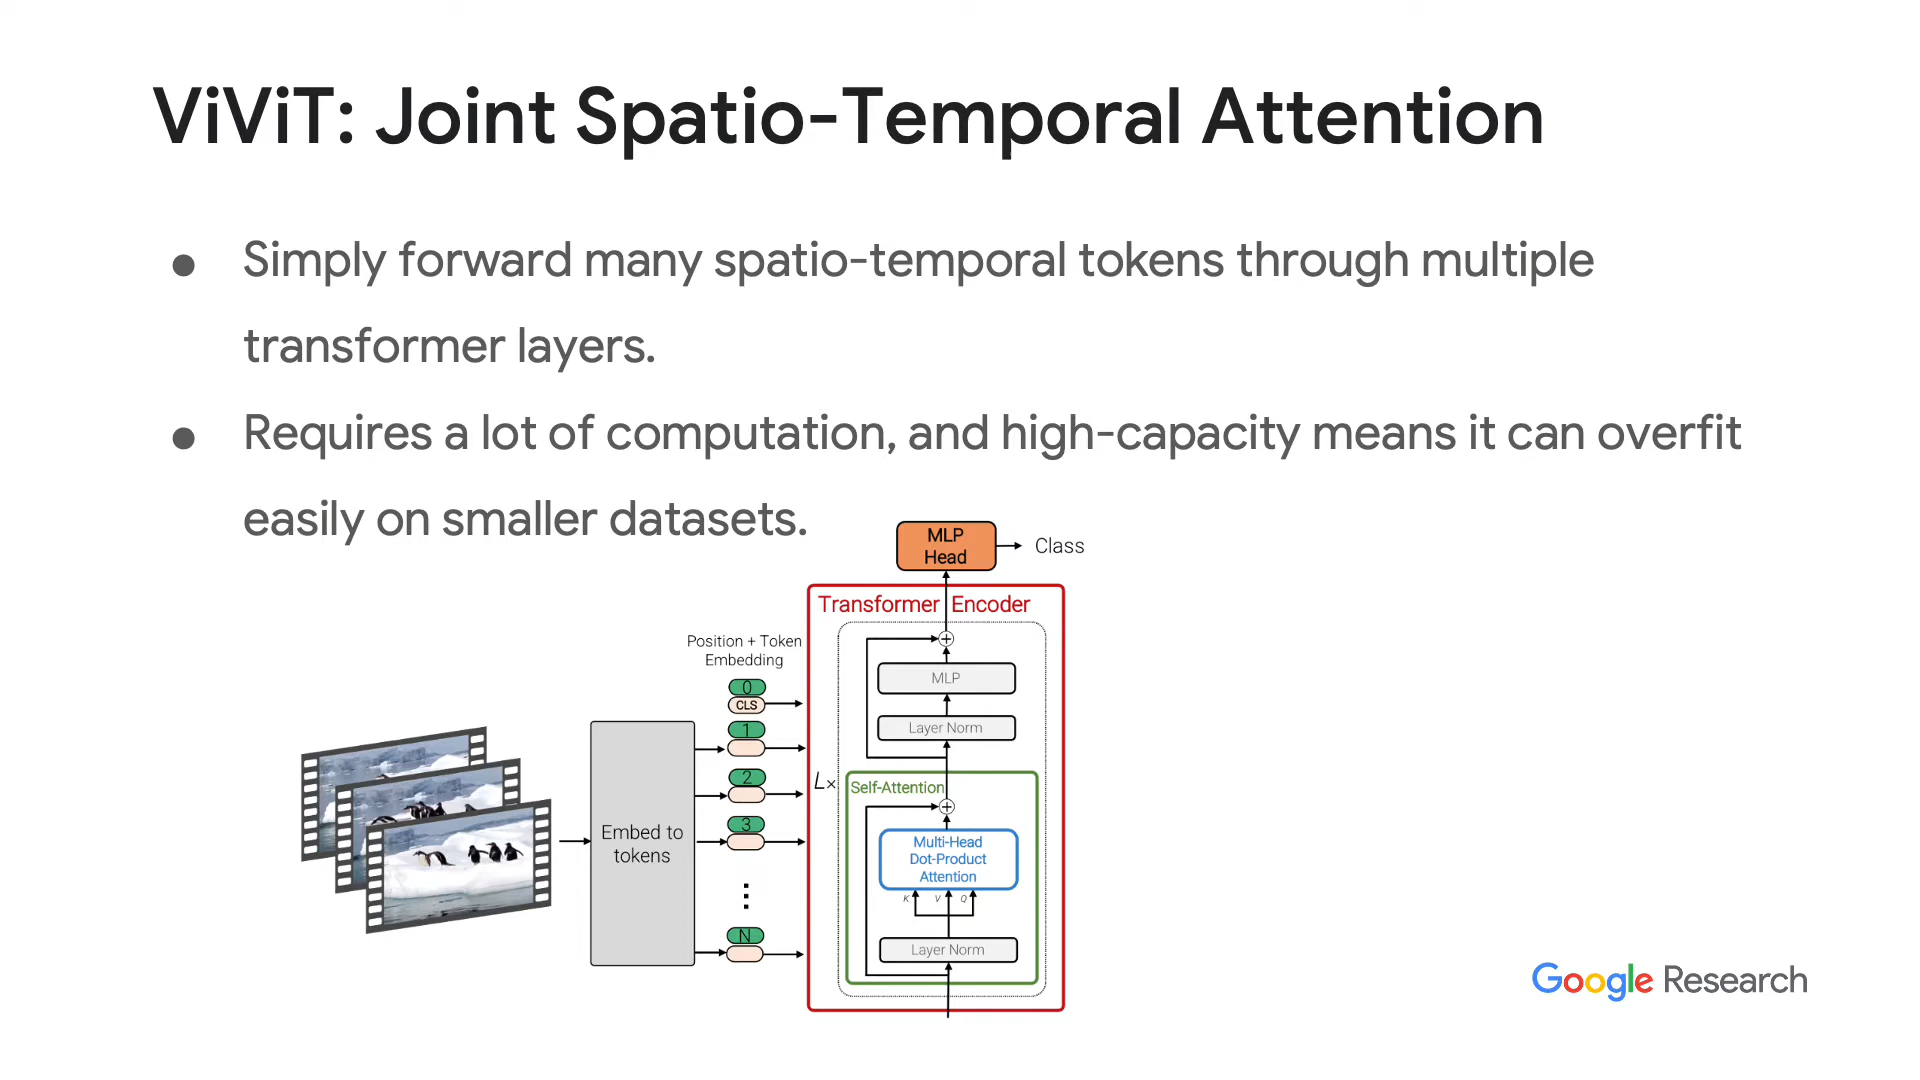 ViViT: Joint Spatio-Temporal Attention
● Simply forward many spatio-temporal tokens through multiple
transformer layers.
● Requires a lot of computation, and high-capacity means it can overfit
easily on smaller datasets.
MLP
Head
Class
Transformer Encoder
Position + Token
Embedding
0
CLS
1
2
3
N
Embed to
tokens
L×
MLP
Layer Norm
Self-Attention
Multi-Head
Dot-Product
Attention
K V Q
Layer Norm
Google Research